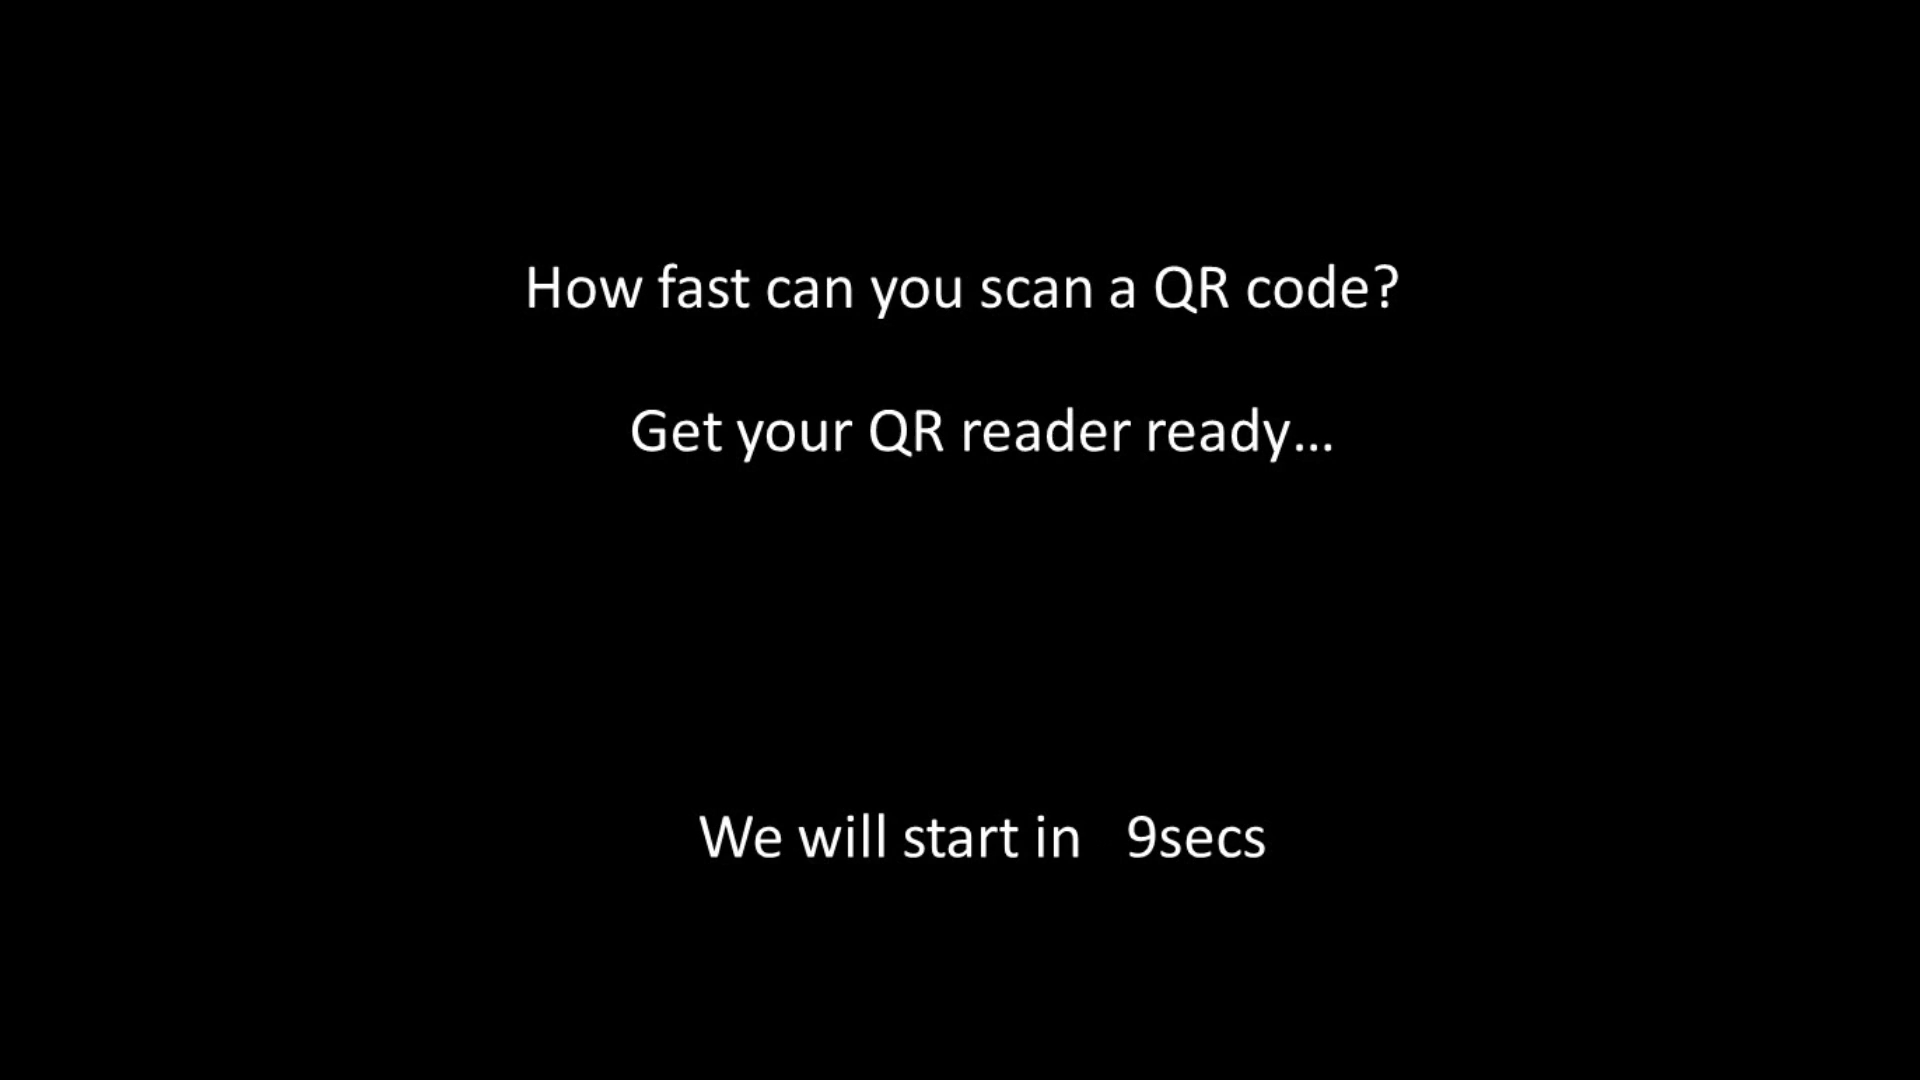 How fast can you scan a QR code?
Get your QR reader ready...
We will start in 9secs